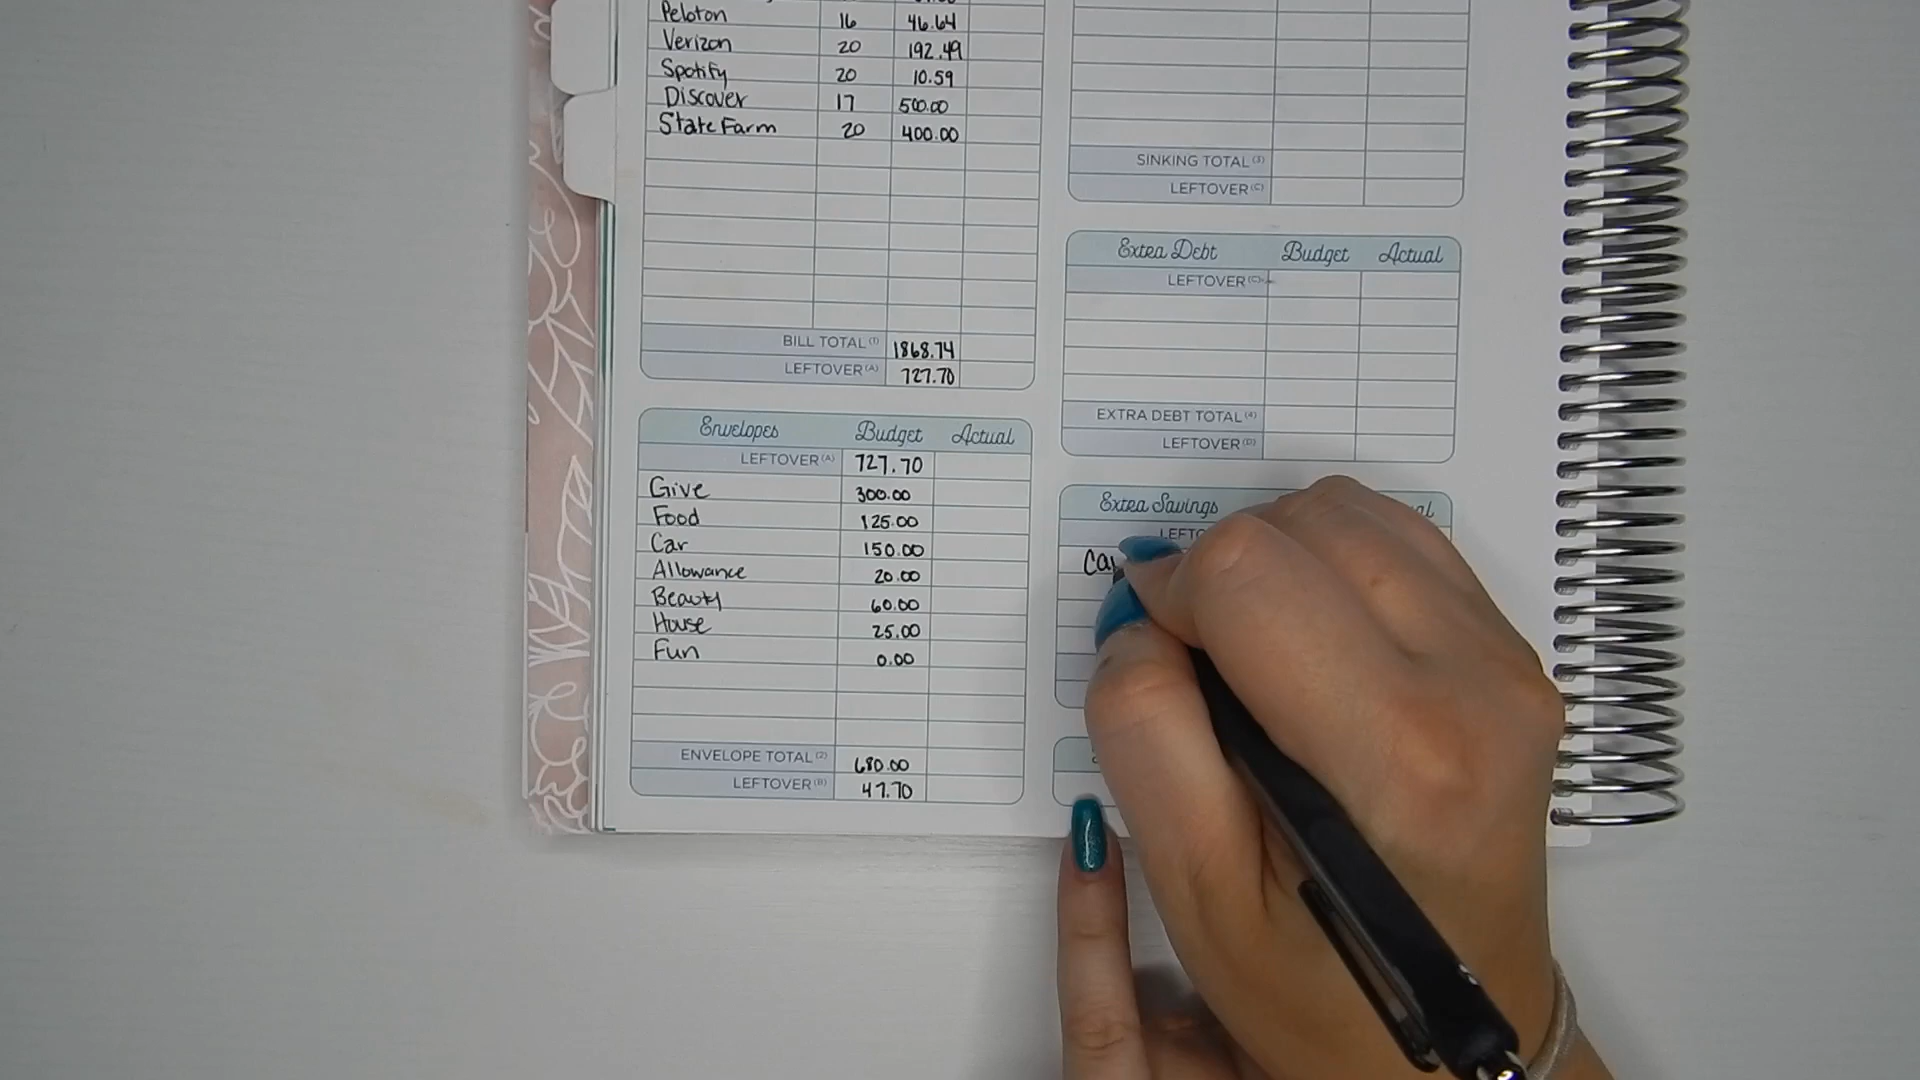 Peloton 16 46.64
Verizon 20 192.49
Spotify 20 10.59
Discover 17 500.00
State Farm 20 400.00
BILL TOTAL (1) 1868.74
LEFTOVER (A) 727.70
Envelopes Budget Actual
LEFTOVER (A) 727.70
Give 300.00
Food 125.00
Car 150.00
Allowance 20.00
Beauty 60.00
House 25.00
Fun 0.00
ENVELOPE TOTAL (2) 680.00
LEFTOVER (B) 47.70
SINKING TOTAL (3)
LEFTOVER (C)
Extra Debt Budget Actual
LEFTOVER (C)
EXTRA DEBT TOTAL (4)
LEFTOVER (D)
Extra Savings